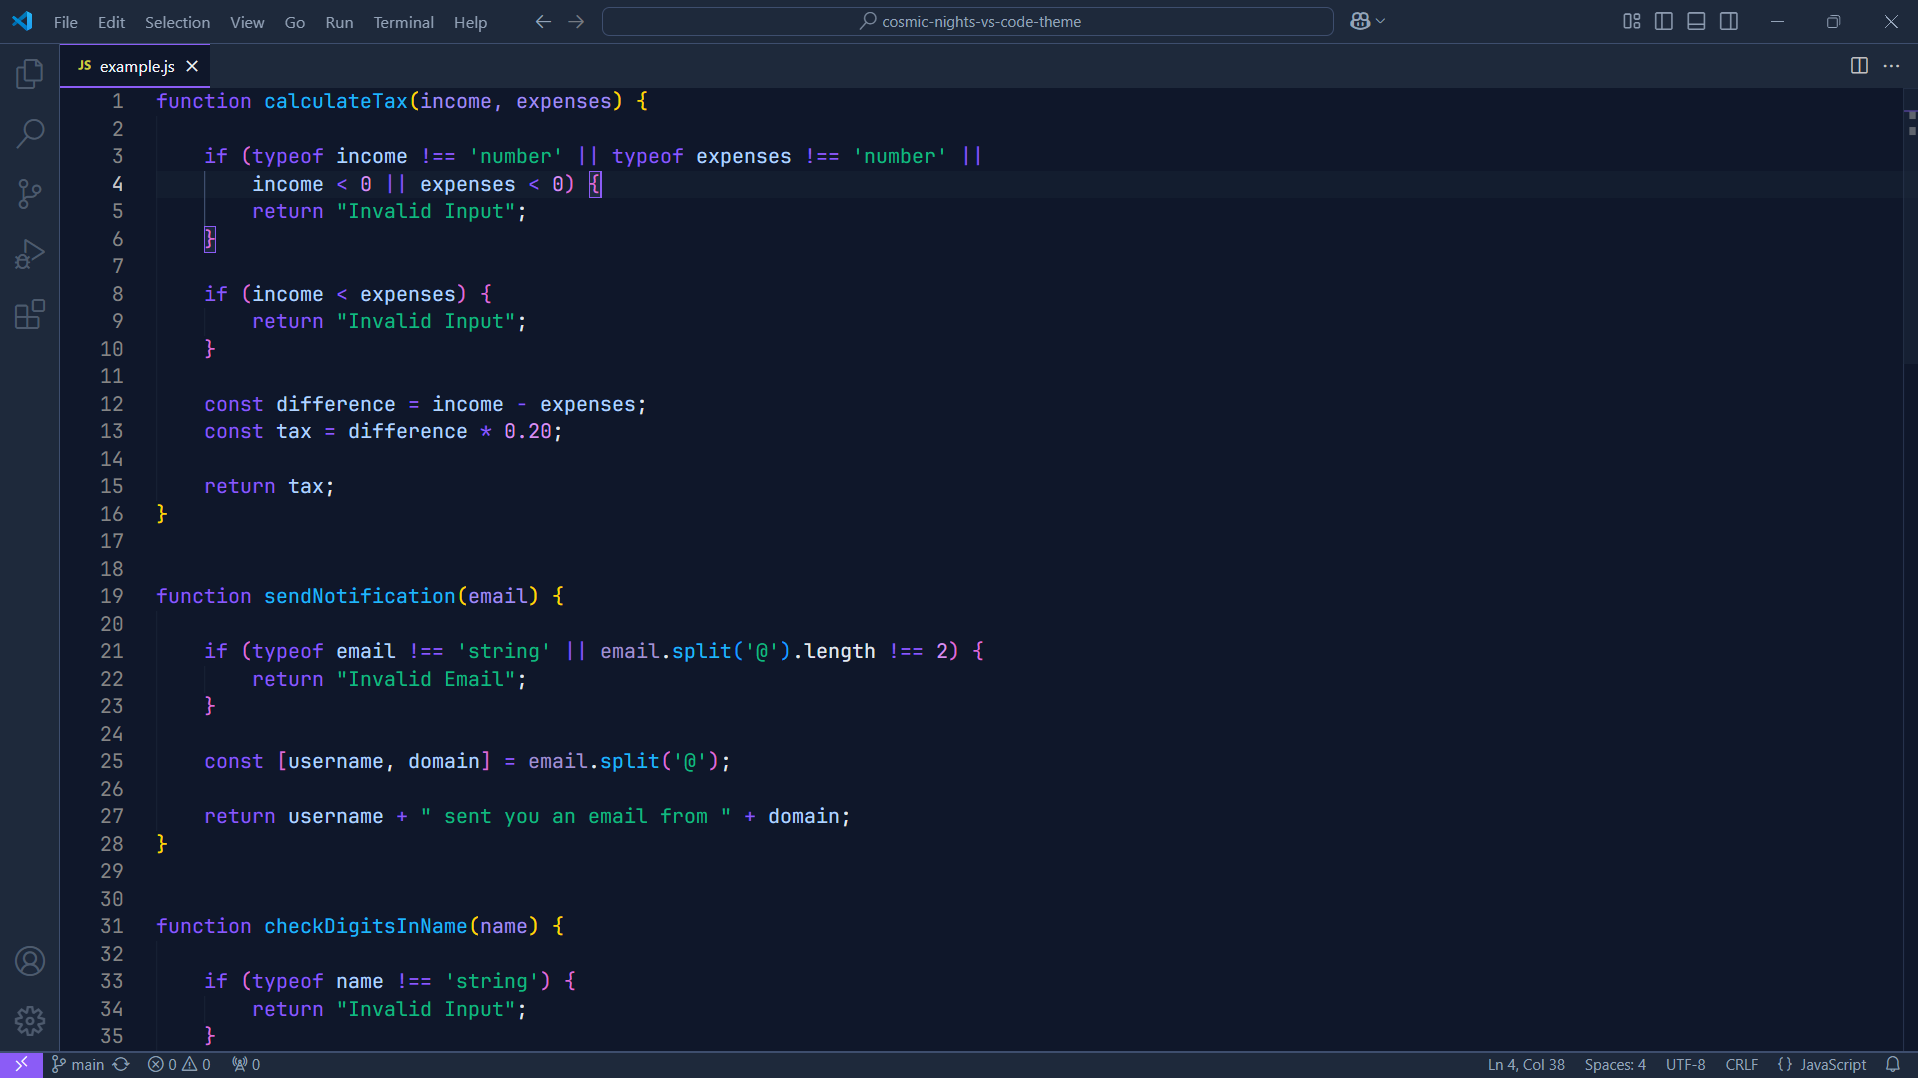 File Edit Selection View Go Run Terminal Help cosmic-nights-vs-code-theme
JS example.js
1 function calculateTax(income, expenses) {
2
3     if (typeof income !== 'number' || typeof expenses !== 'number' ||
4         income < 0 || expenses < 0) {
5         return "Invalid Input";
6     }
7
8     if (income < expenses) {
9         return "Invalid Input";
10     }
11
12     const difference = income - expenses;
13     const tax = difference * 0.20;
14
15     return tax;
16 }
17
18
19 function sendNotification(email) {
20
21     if (typeof email !== 'string' || email.split('@').length !== 2) {
22         return "Invalid Email";
23     }
24
25     const [username, domain] = email.split('@');
26
27     return username + " sent you an email from " + domain;
28 }
29
30
31 function checkDigitsInName(name) {
32
33     if (typeof name !== 'string') {
34         return "Invalid Input";
35     }
main 0 0 0 Ln 4, Col 38 Spaces: 4 UTF-8 CRLF {} JavaScript